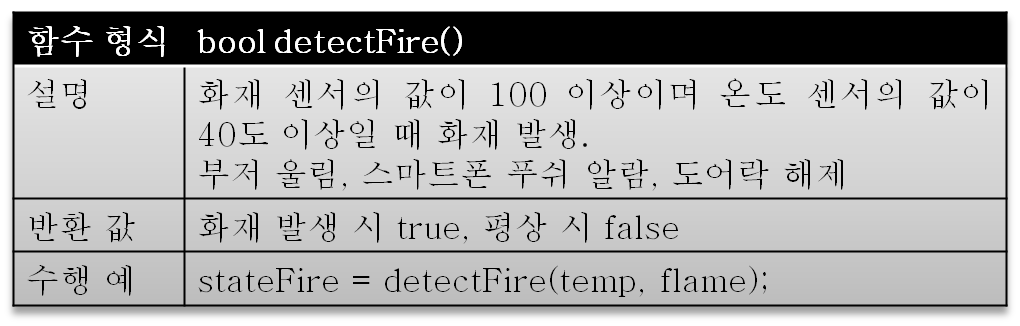 함수 형식 bool detectFire()
설명 화재 센서의 값이 100 이상이며 온도 센서의 값이
40도 이상일 때 화재 발생.
부저 울림, 스마트폰 푸쉬 알람, 도어락 해제
반환 값 화재 발생 시 true, 평상 시 false
수행 예 stateFire = detectFire(temp, flame);